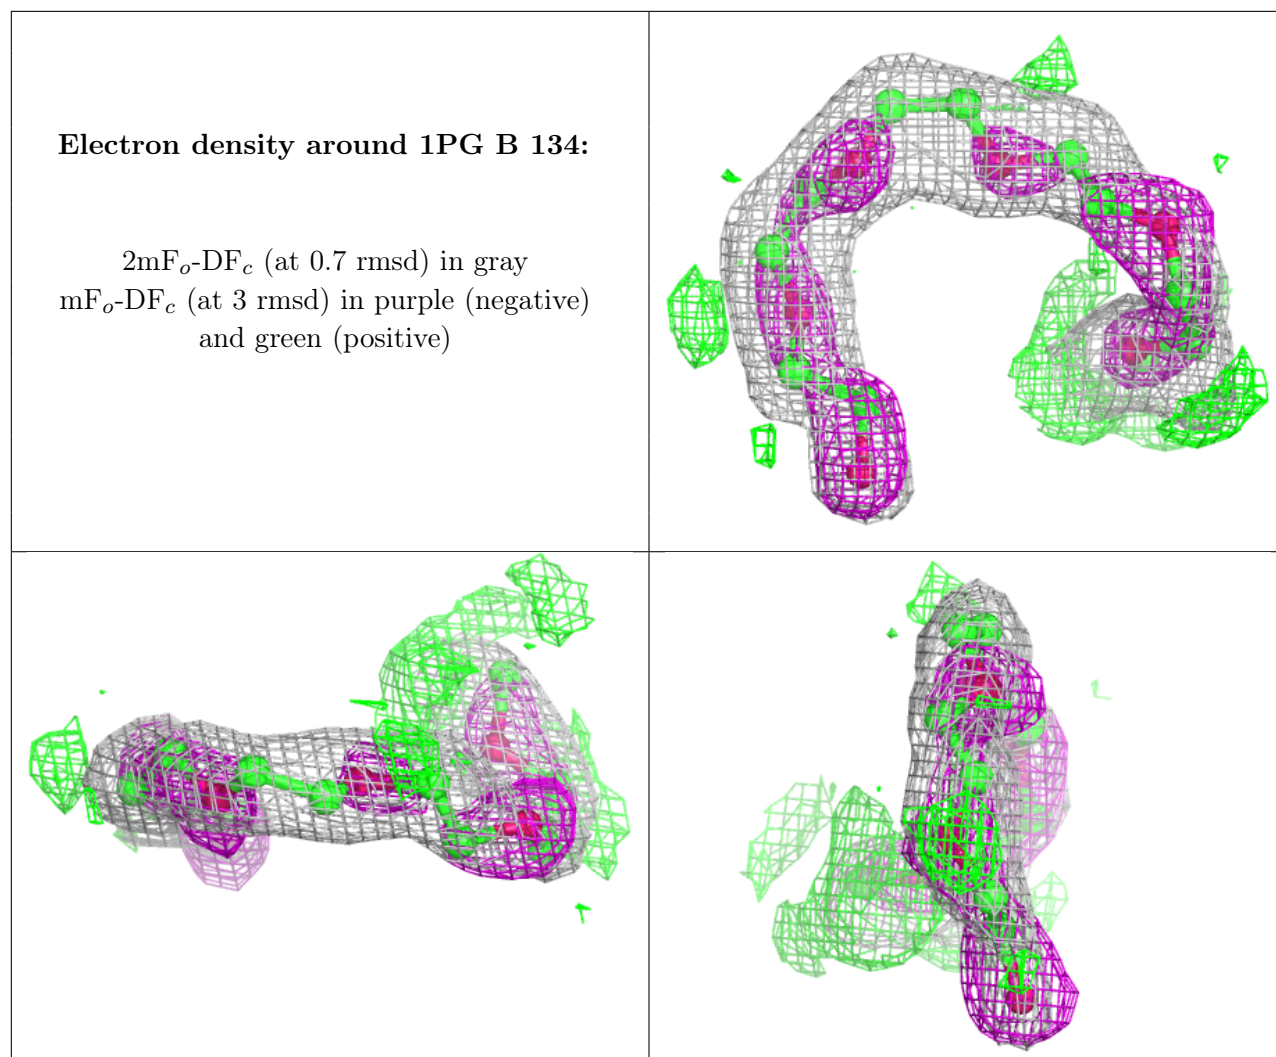 Electron density around 1PG B 134:
2mFo-DFc (at 0.7 rmsd) in gray
mFo-DFc (at 3 rmsd) in purple (negative)
and green (positive)